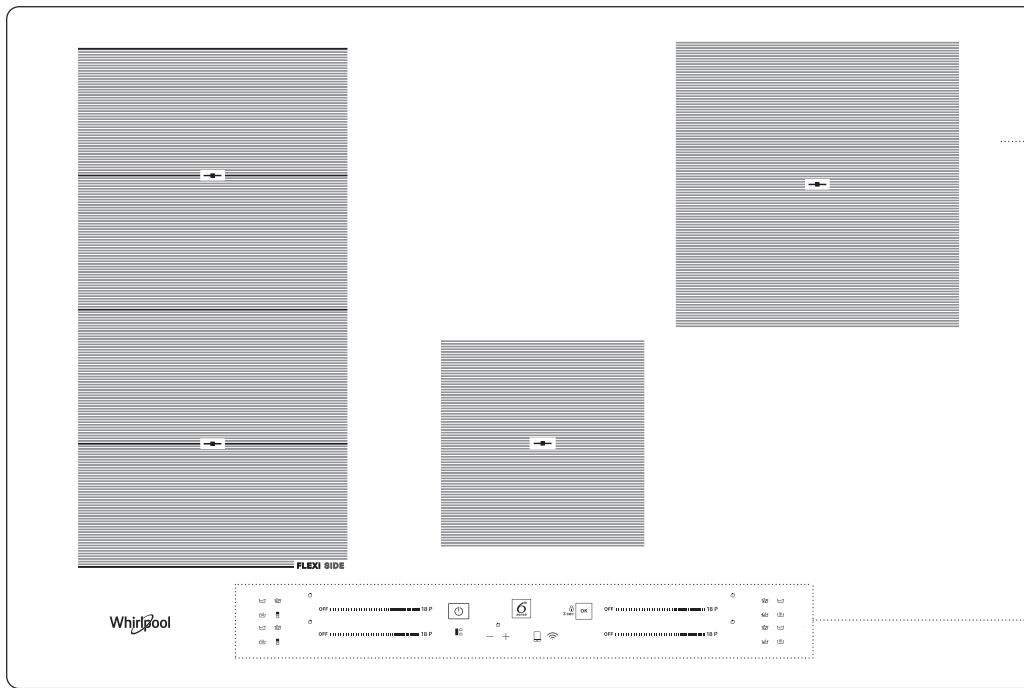 FLEXI SIDE
Whirlpool
OFF 18 P
OFF 18 P
6
SENSE
3 sec
OK
OFF 18 P
OFF 18 P